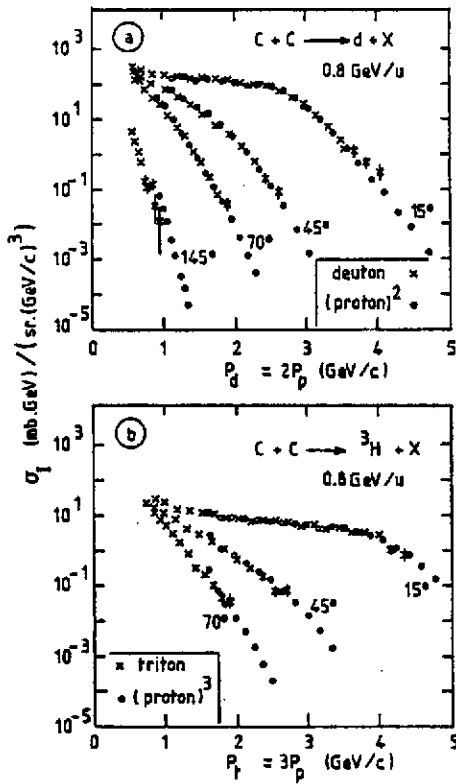 a
C + C ⟶ d + X
0.8 GeV/u
10³
10
10⁻¹
10⁻³
10⁻⁵
145°
70°
45°
15°
× deuton
• (proton)²
0 1 2 3 4 5
P_d = 2P_p (GeV/c)
σ_I (mb.GeV)/(sr.(GeV/c)³)
b
C + C ⟶ ³H + X
0.8 GeV/u
10³
10
10⁻¹
10⁻³
10⁻⁵
70°
45°
15°
× triton
• (proton)³
0 1 2 3 4 5
P_t = 3P_p (GeV/c)